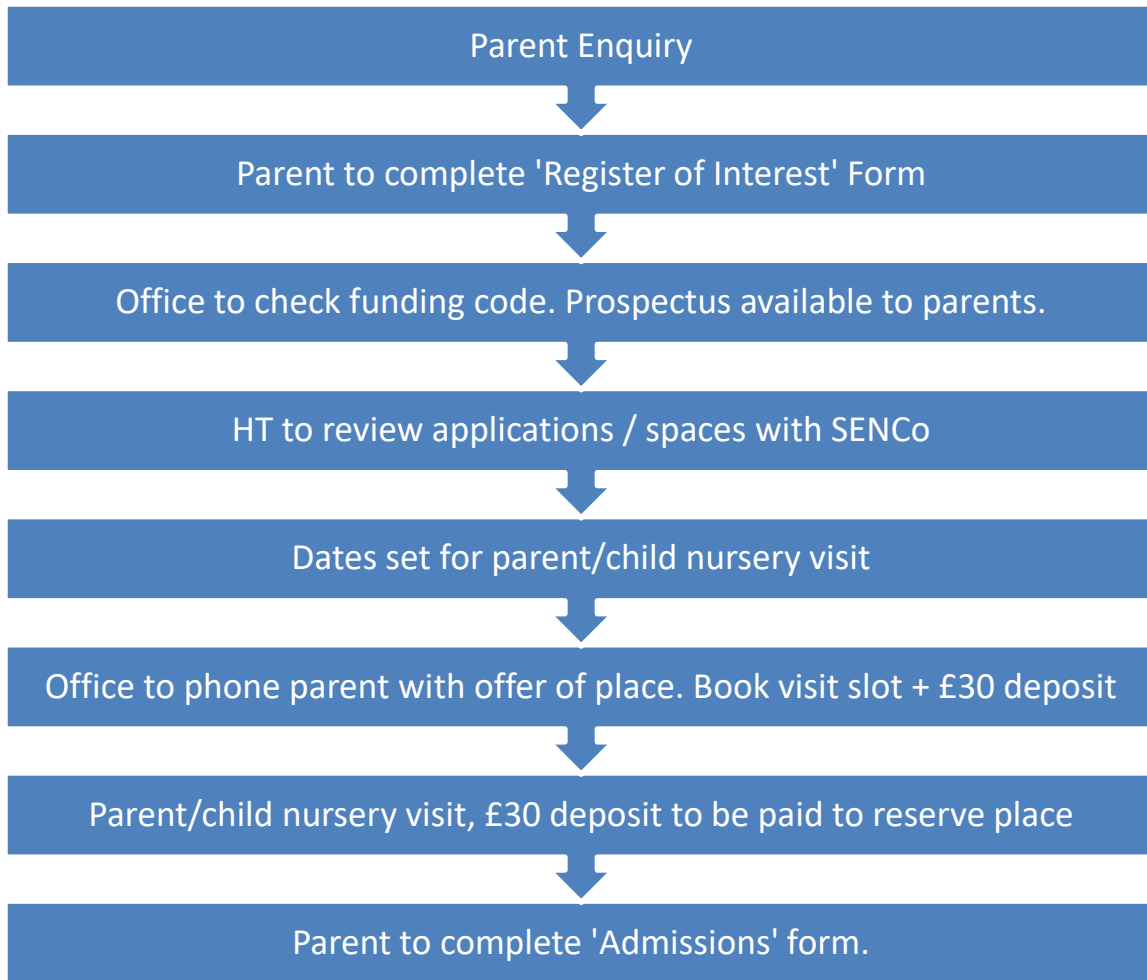 Parent Enquiry
Parent to complete 'Register of Interest' Form
Office to check funding code. Prospectus available to parents.
HT to review applications / spaces with SENCo
Dates set for parent/child nursery visit
Office to phone parent with offer of place. Book visit slot + £30 deposit
Parent/child nursery visit, £30 deposit to be paid to reserve place
Parent to complete 'Admissions' form.